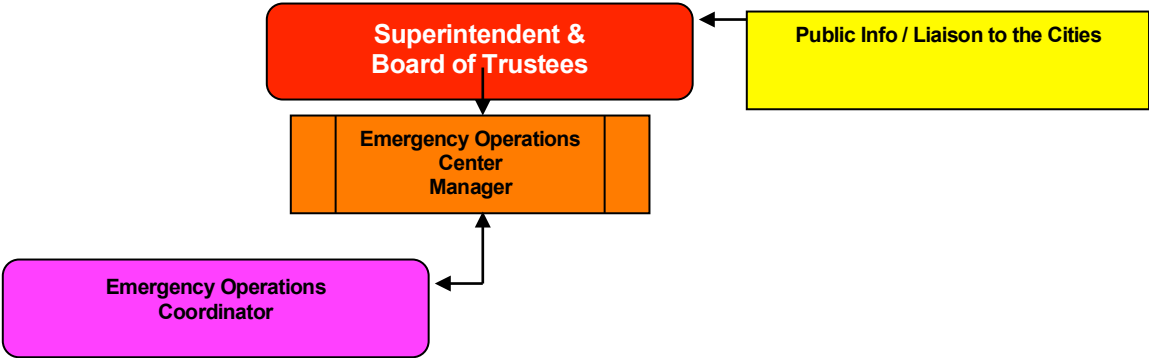 Superintendent &
Board of Trustees
Public Info / Liaison to the Cities
Emergency Operations
Center
Manager
Emergency Operations
Coordinator